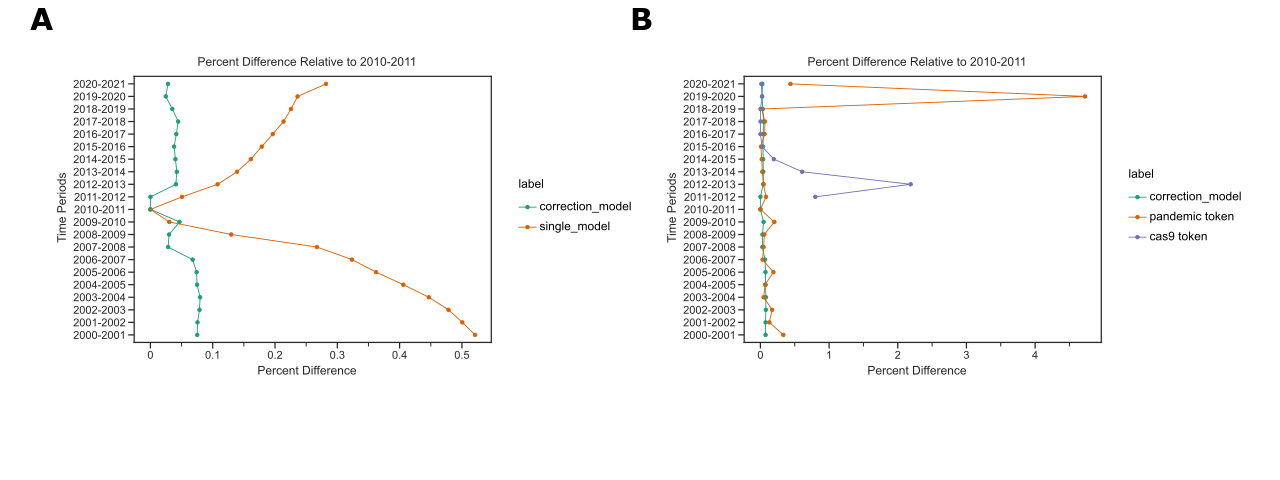 A
Percent Difference Relative to 2010-2011
2020-2021
2019-2020
2018-2019
2017-2018
2016-2017
2015-2016
2014-2015
2013-2014
2012-2013
2011-2012
2010-2011
2009-2010
2008-2009
2007-2008
2006-2007
2005-2006
2004-2005
2003-2004
2002-2003
2001-2002
2000-2001
Time Periods
0 0.1 0.2 0.3 0.4 0.5
Percent Difference
label
correction_model
single_model
B
Percent Difference Relative to 2010-2011
2020-2021
2019-2020
2018-2019
2017-2018
2016-2017
2015-2016
2014-2015
2013-2014
2012-2013
2011-2012
2010-2011
2009-2010
2008-2009
2007-2008
2006-2007
2005-2006
2004-2005
2003-2004
2002-2003
2001-2002
2000-2001
Time Periods
0 1 2 3 4
Percent Difference
label
correction_model
pandemic token
cas9 token